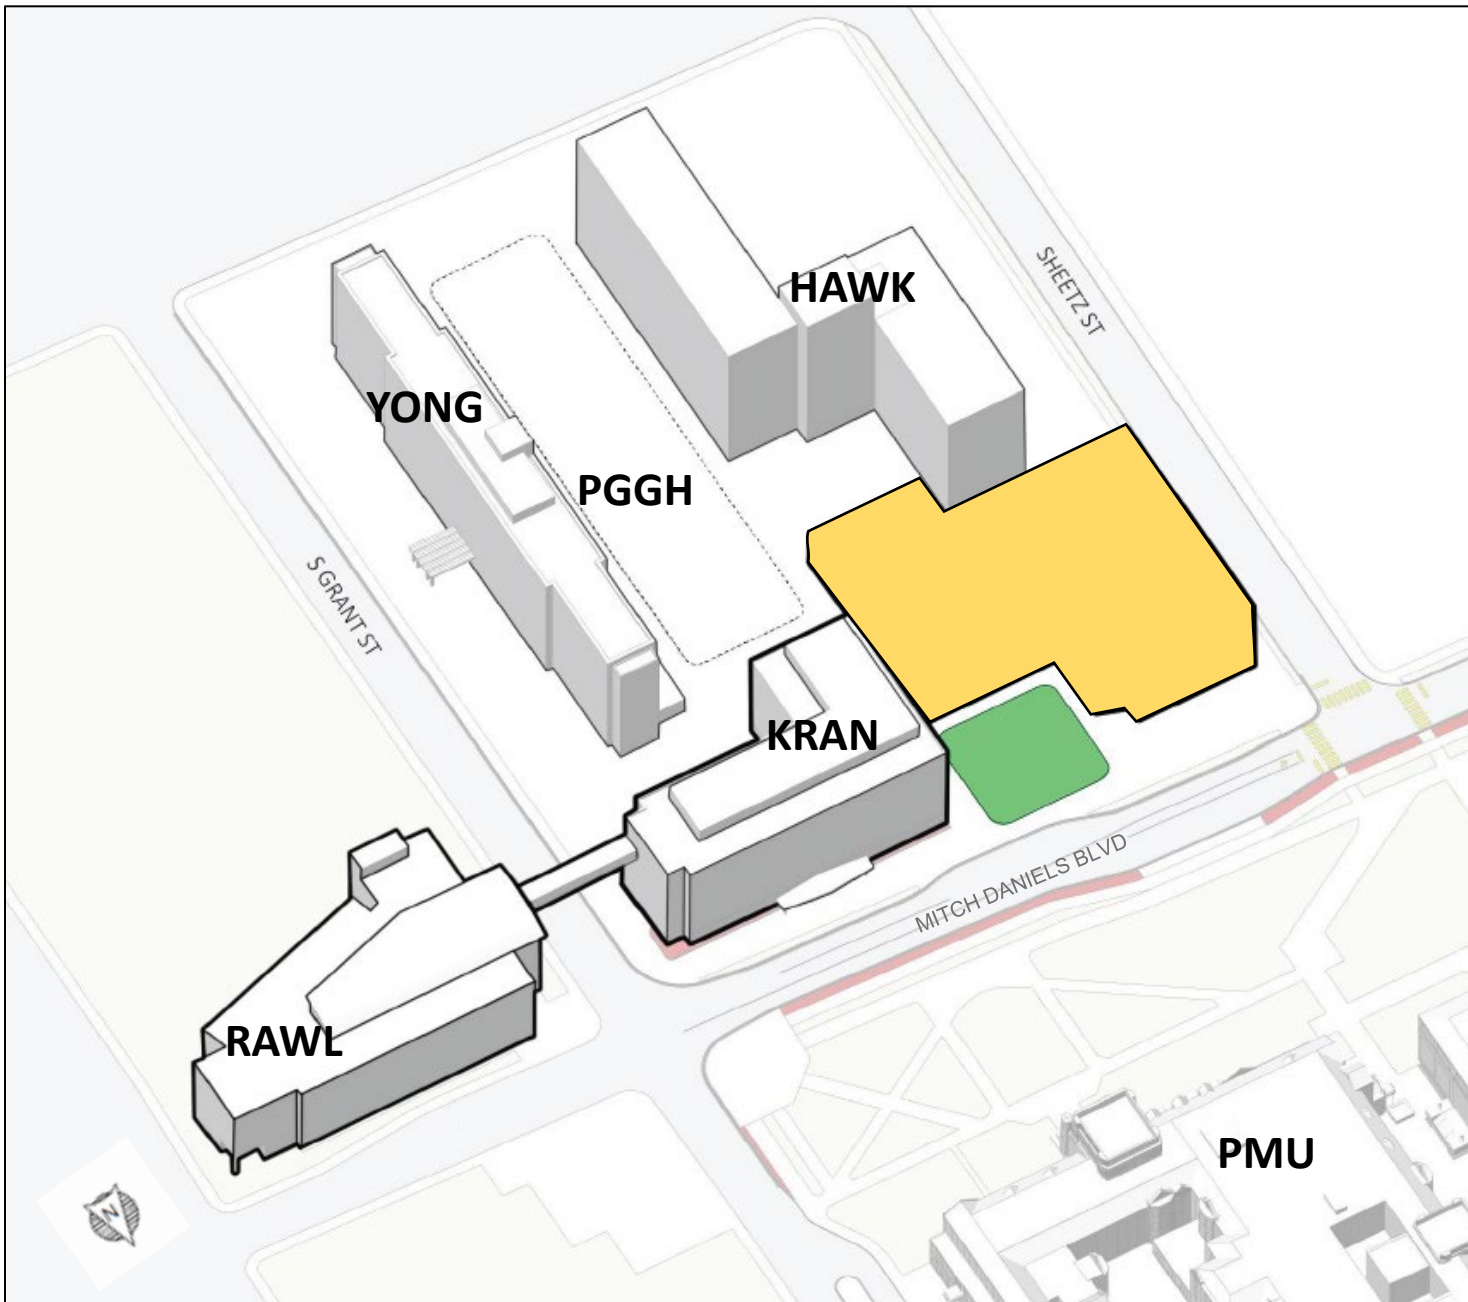 HAWK
SHEETZ ST
YONG
PGGH
S GRANT ST
KRAN
MITCH DANIELS BLVD
RAWL
PMU
N